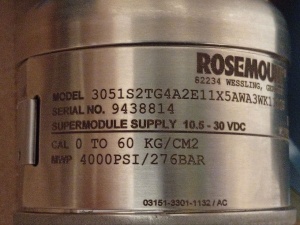 ROSEMOUNT
82234 WESSLING,
MODEL 3051S2TG4A2E11X5AWA3WK1
SERIAL NO. 9438814
SUPERMODULE SUPPLY 10.5 - 30 VDC
CAL 0 TO 60 KG/CM2
MWP 4000PSI/276BAR
03151-3301-1132 / AC